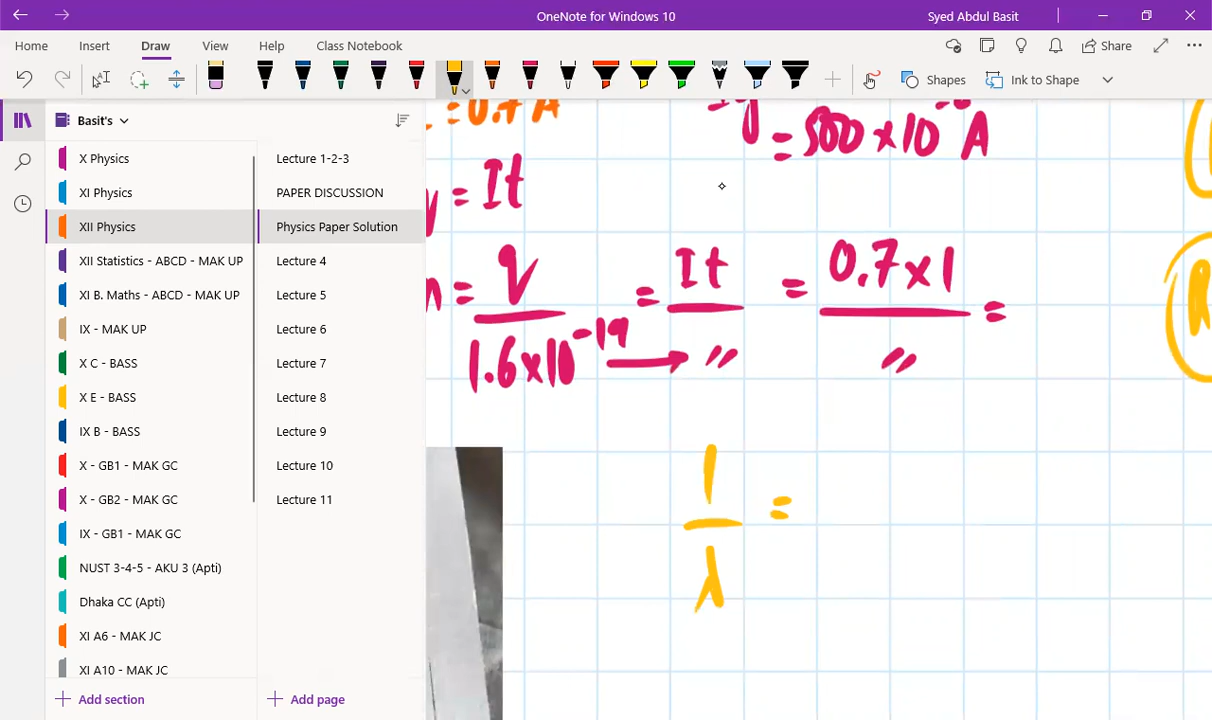 OneNote for Windows 10
Syed Abdul Basit
Home Insert Draw View Help Class Notebook
Share
Shapes
Ink to Shape
Basit's
X Physics
XI Physics
XII Physics
XII Statistics - ABCD - MAK UP
XI B. Maths - ABCD - MAK UP
IX - MAK UP
X C - BASS
X E - BASS
IX B - BASS
X - GB1 - MAK GC
X - GB2 - MAK GC
IX - GB1 - MAK GC
NUST 3-4-5 - AKU 3 (Apti)
Dhaka CC (Apti)
XI A6 - MAK JC
XI A10 - MAK JC
Add section
Lecture 1-2-3
PAPER DISCUSSION
Physics Paper Solution
Lecture 4
Lecture 5
Lecture 6
Lecture 7
Lecture 8
Lecture 9
Lecture 10
Lecture 11
Add page
= 0.7 A
= 500 × 10 A
= It
n = q / 1.6×10^-19 = It / " = 0.7×1 / " =
1/λ =